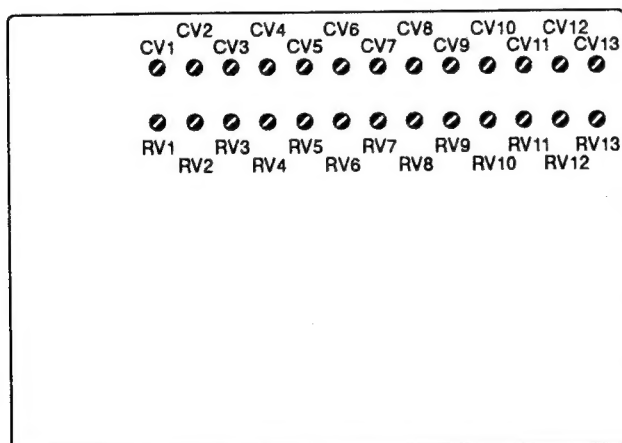 CV2 CV4 CV6 CV8 CV10 CV12
CV1 CV3 CV5 CV7 CV9 CV11 CV13
RV1 RV3 RV5 RV7 RV9 RV11 RV13
RV2 RV4 RV6 RV8 RV10 RV12